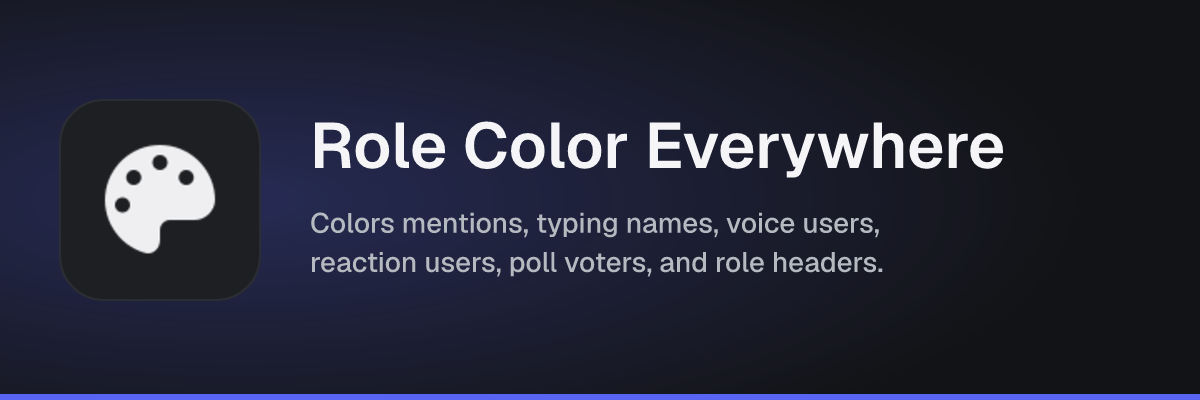 Role Color Everywhere
Colors mentions, typing names, voice users,
reaction users, poll voters, and role headers.